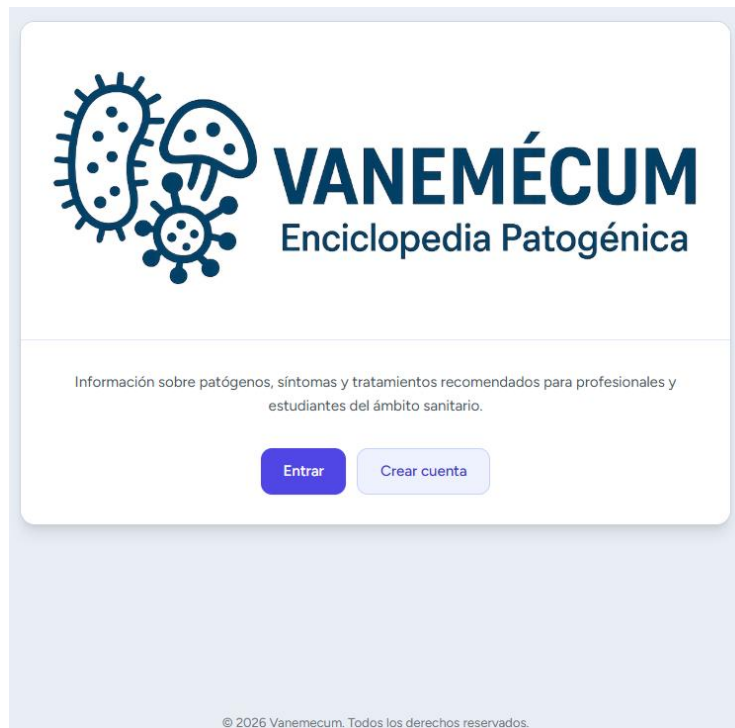 VANEMÉCUM
Enciclopedia Patogénica
Información sobre patógenos, síntomas y tratamientos recomendados para profesionales y
estudiantes del ámbito sanitario.
Entrar
Crear cuenta
© 2026 Vanemecum. Todos los derechos reservados.